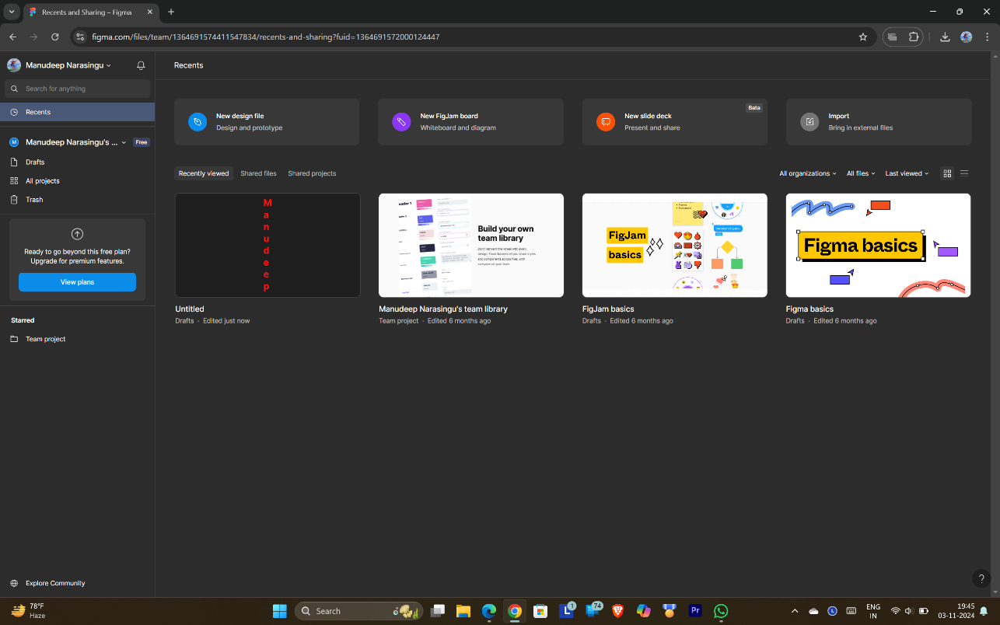 Recents and Sharing – Figma
figma.com/files/team/1364691574411547834/recents-and-sharing?fuid=1364691572000124447
Manudeep Narasingu
Recents
Search for anything
Recents
Manudeep Narasingu's ...
Free
Drafts
All projects
Trash
Ready to go beyond this free plan?
Upgrade for premium features.
View plans
Starred
Team project
Explore Community
New design file
Design and prototype
New FigJam board
Whiteboard and diagram
New slide deck
Present and share
Beta
Import
Bring in external files
Recently viewed
Shared files
Shared projects
All organizations
All files
Last viewed
M
a
n
u
d
e
e
p
Untitled
Drafts · Edited just now
Build your own
team library
Manudeep Narasingu's team library
Team project · Edited 6 months ago
FigJam
basics
FigJam basics
Drafts · Edited 6 months ago
Figma basics
Figma basics
Drafts · Edited 6 months ago
?
78°F
Haze
Search
L
1
74
Pr
L
ENG
IN
19:45
03-11-2024